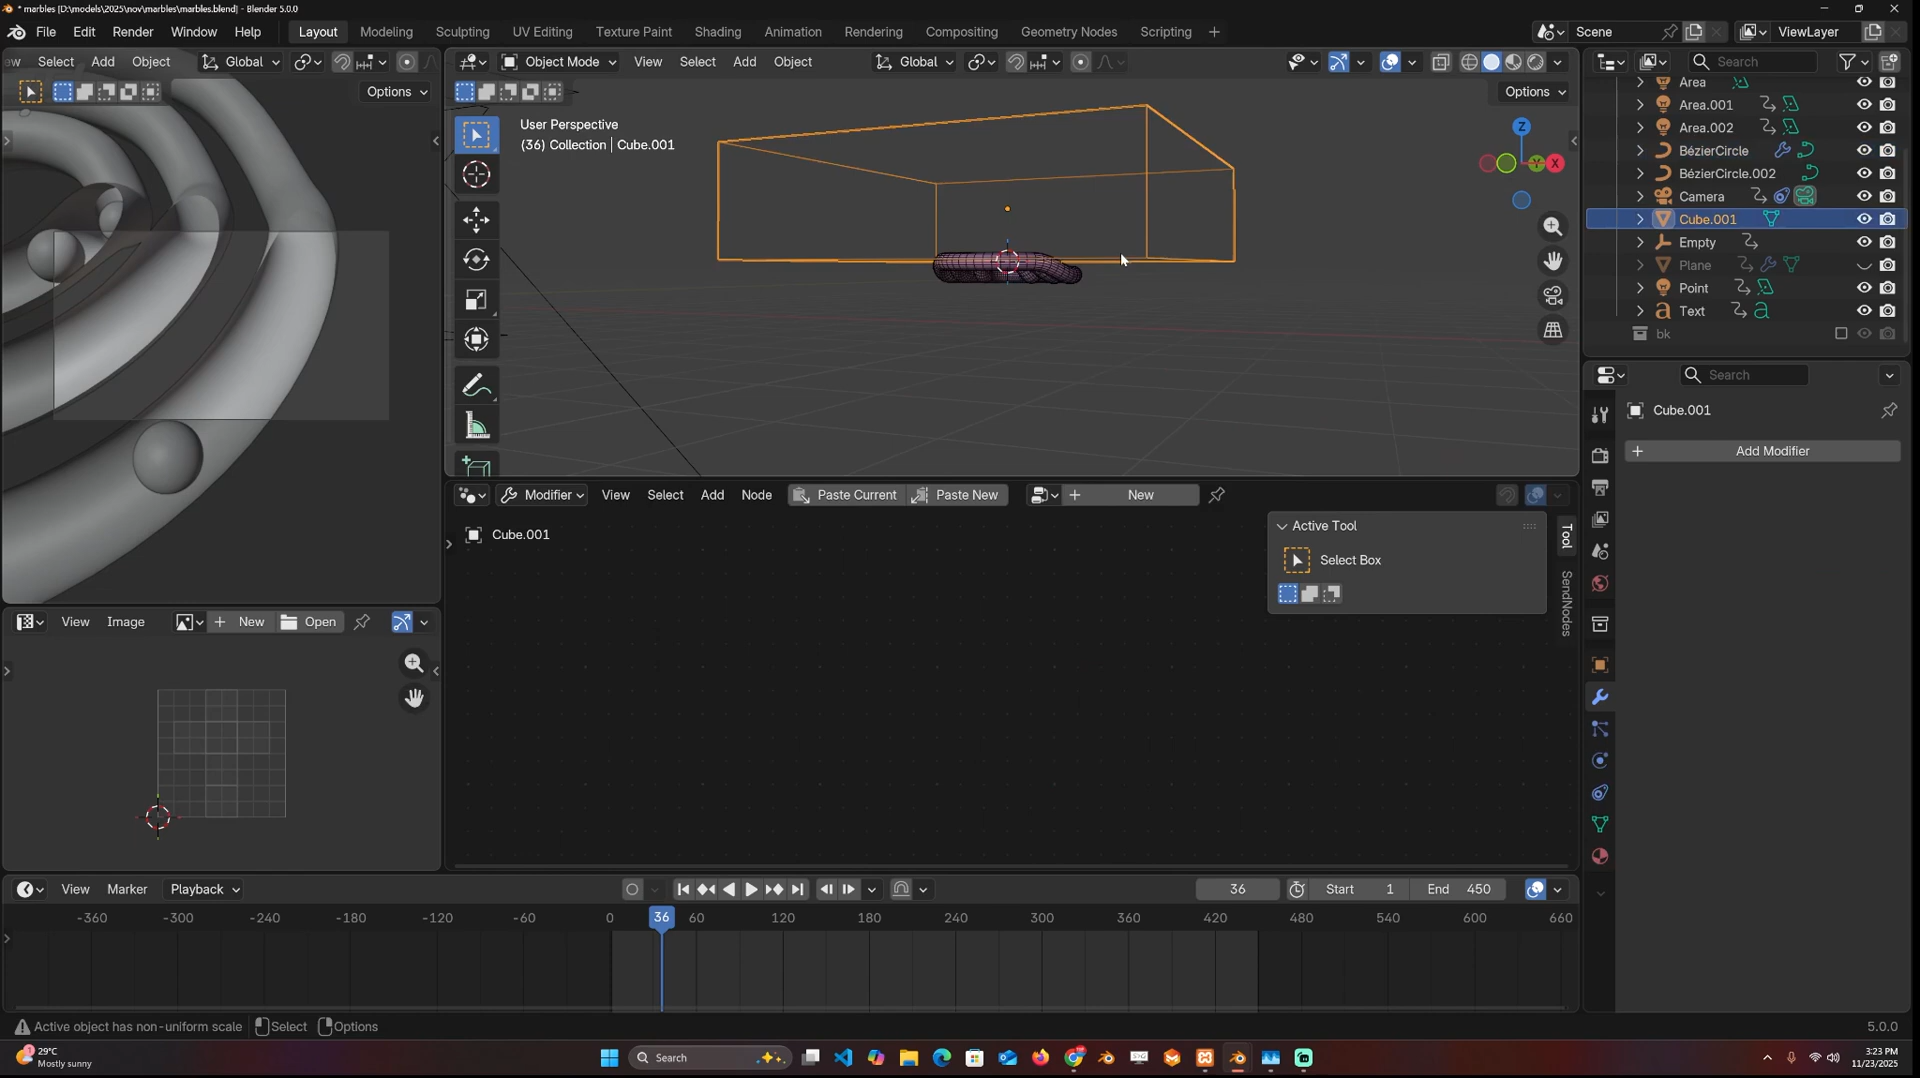 * marbles [D:\models\2025\nov\marbles\marbles.blend] - Blender 5.0.0
File Edit Render Window Help Layout Modeling Sculpting UV Editing Texture Paint Shading Animation Rendering Compositing Geometry Nodes Scripting + Scene ViewLayer
ew Select Add Object Global
Object Mode View Select Add Object Global
Search
Options
Options
User Perspective
(36) Collection | Cube.001
Z
Y
X
Area
Area.001
Area.002
BézierCircle
BézierCircle.002
Camera
Cube.001
Empty
Plane
Point
Text
bk
Search
Cube.001
+ Add Modifier
Modifier View Select Add Node Paste Current Paste New + New
Cube.001
Active Tool
Select Box
Tool
SendNodes
View Image + New Open
View Marker Playback
36 Start 1 End 450
-360 -300 -240 -180 -120 -60 0 36 60 120 180 240 300 360 420 480 540 600 660
Active object has non-uniform scale Select Options
5.0.0
29°C
Mostly sunny
Search
3:23 PM
11/23/2025